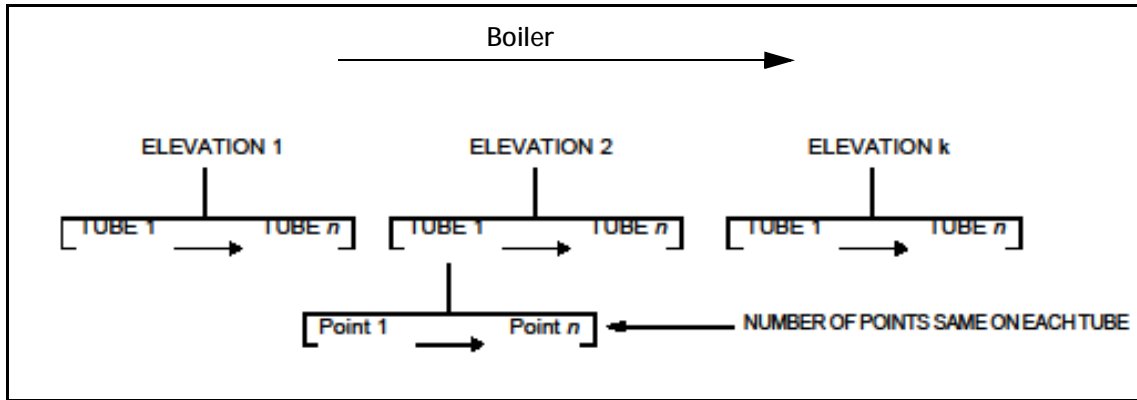 Boiler
ELEVATION 1 ELEVATION 2 ELEVATION k
TUBE 1 TUBE n TUBE 1 TUBE n TUBE 1 TUBE n
Point 1 Point n NUMBER OF POINTS SAME ON EACH TUBE